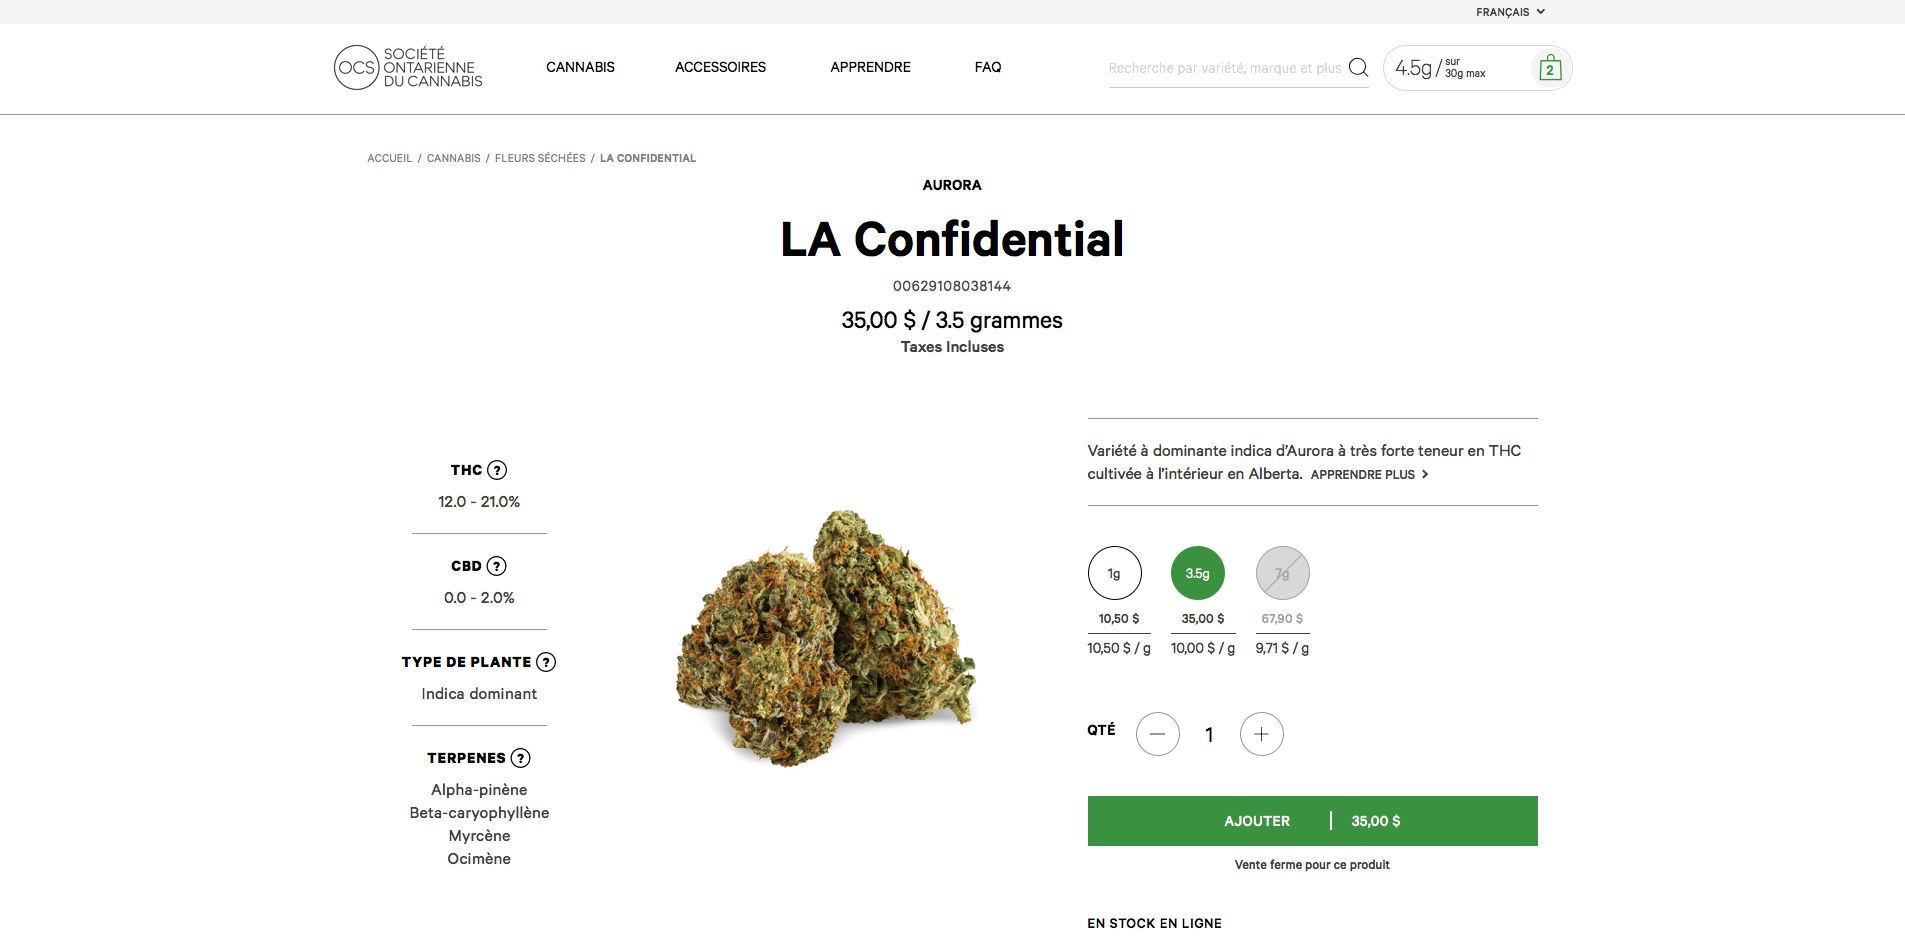 FRANÇAIS
OCS
SOCIÉTÉ
ONTARIENNE
DU CANNABIS
CANNABIS
ACCESSOIRES
APPRENDRE
FAQ
Recherche par variété, marque et plus
4.5g / sur
30g max
2
ACCUEIL / CANNABIS / FLEURS SÉCHÉES / LA CONFIDENTIAL
AURORA
LA Confidential
00629108038144
35,00 $ / 3.5 grammes
Taxes Incluses
THC ?
12.0 - 21.0%
CBD ?
0.0 - 2.0%
TYPE DE PLANTE ?
Indica dominant
TERPENES ?
Alpha-pinène
Beta-caryophyllène
Myrcène
Ocimène
Variété à dominante indica d’Aurora à très forte teneur en THC
cultivée à l’intérieur en Alberta. APPRENDRE PLUS >
1g 3.5g 7g
10,50 $ 35,00 $ 67,90 $
10,50 $ / g 10,00 $ / g 9,71 $ / g
QTÉ — 1 +
AJOUTER | 35,00 $
Vente ferme pour ce produit
EN STOCK EN LIGNE